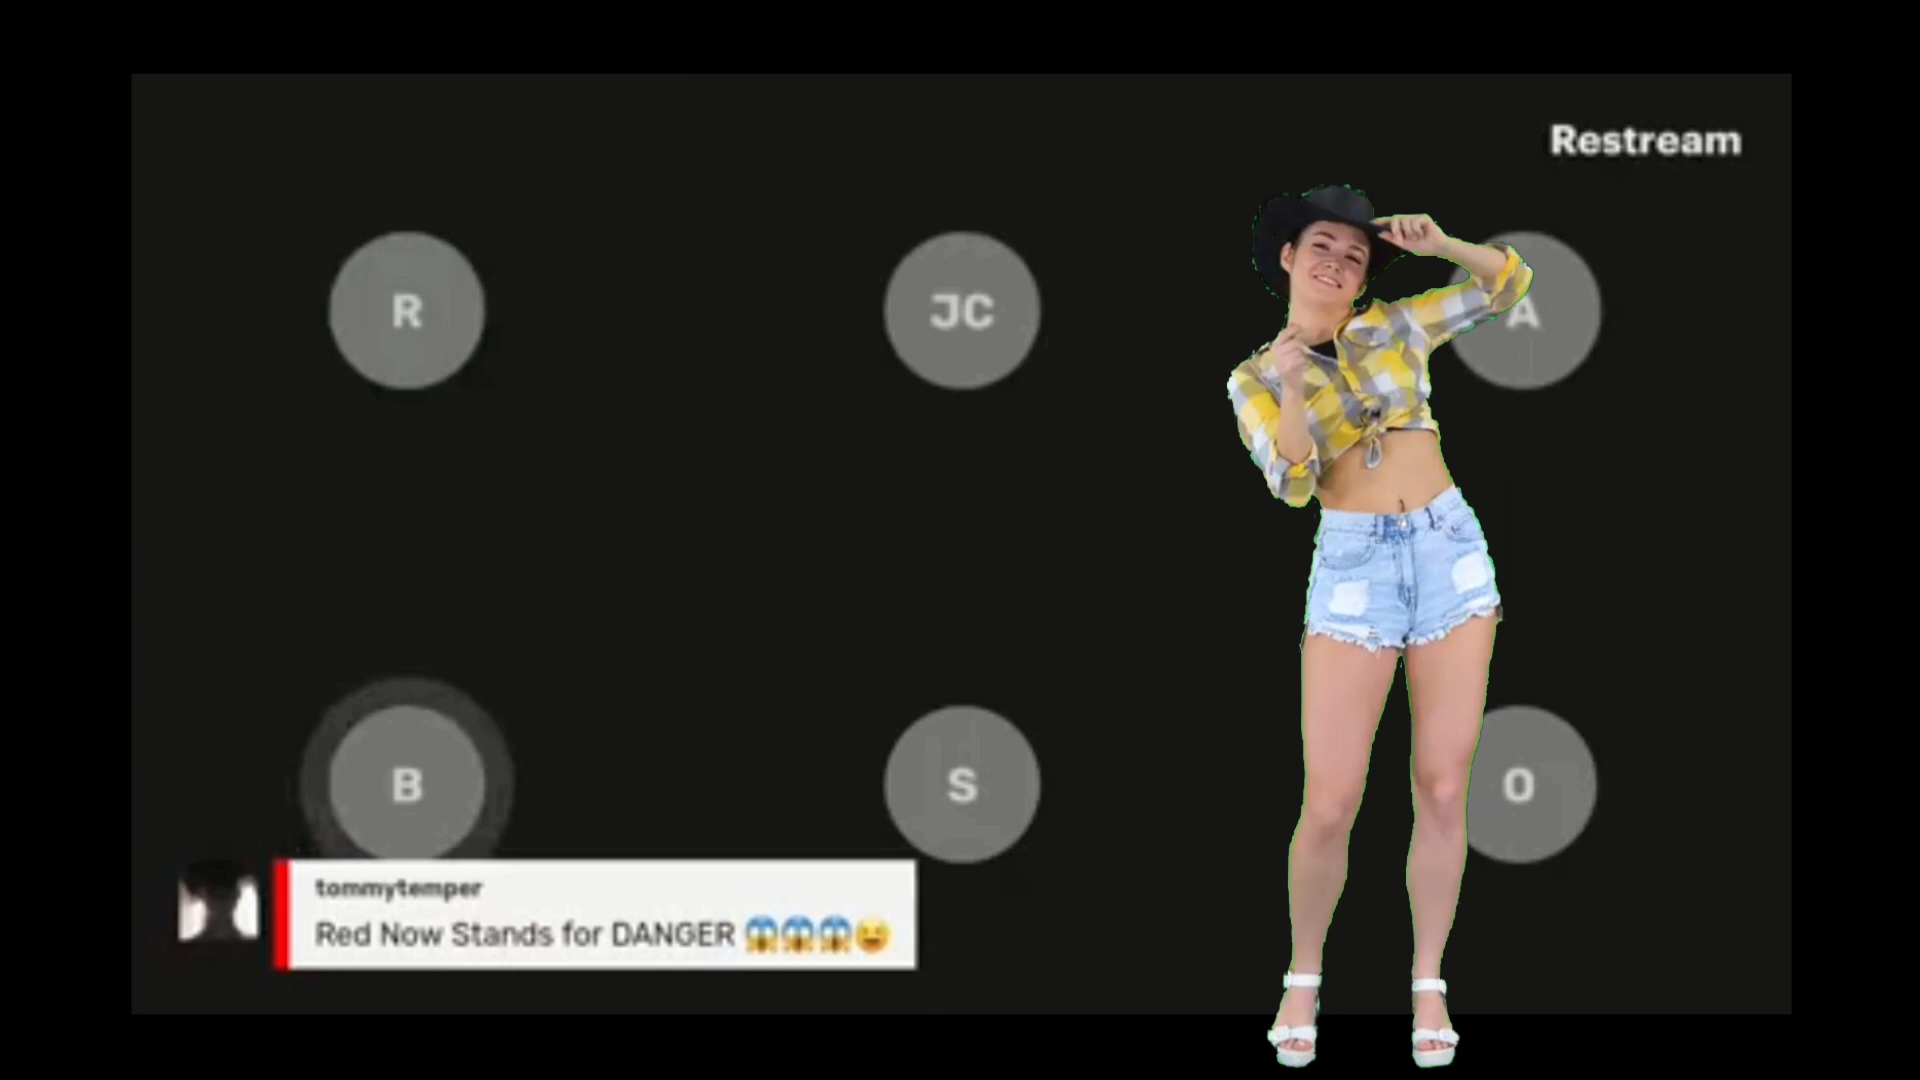 Restream
R
JC
A
B
S
O
tommytemper
Red Now Stands for DANGER 😱😱😱😀